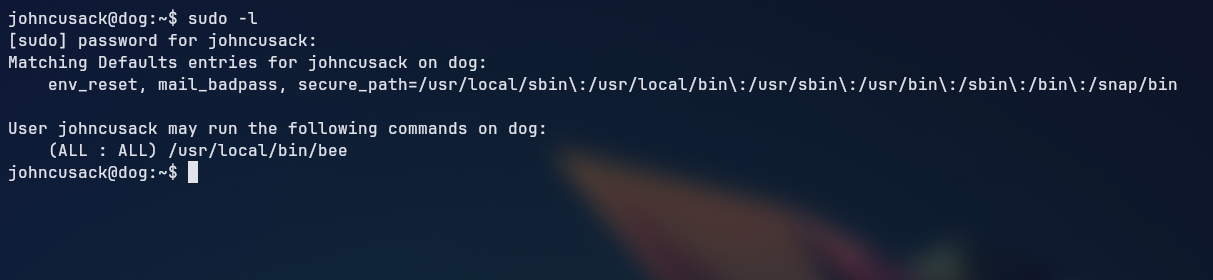 johncusack@dog:~$ sudo -l
[sudo] password for johncusack:
Matching Defaults entries for johncusack on dog:
    env_reset, mail_badpass, secure_path=/usr/local/sbin\:/usr/local/bin\:/usr/sbin\:/usr/bin\:/sbin\:/bin\:/snap/bin

User johncusack may run the following commands on dog:
    (ALL : ALL) /usr/local/bin/bee
johncusack@dog:~$